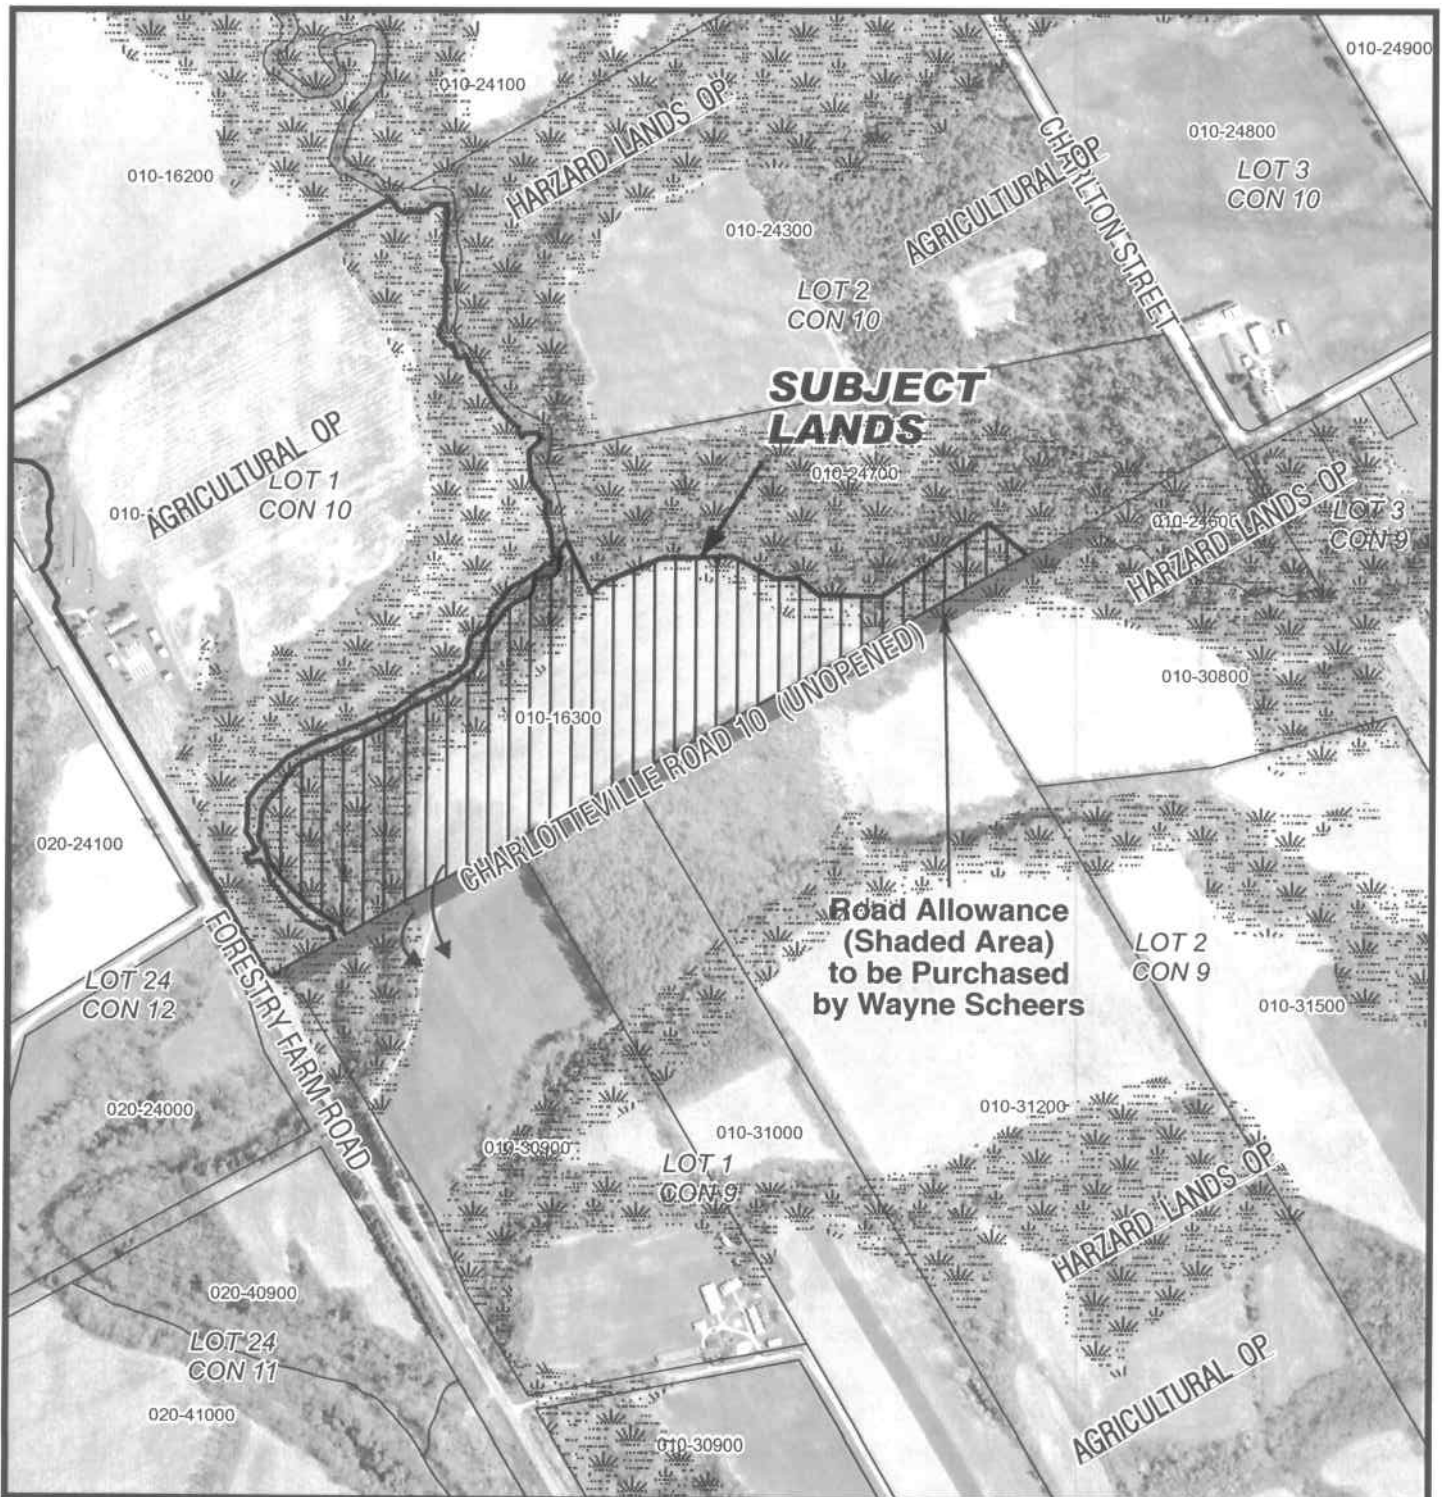 010-24900
010-24100
HARZARD LANDS OP
CHARLTON STREET
010-24800
LOT 3
CON 10
010-16200
AGRICULTURAL OP
010-24300
LOT 2
CON 10
SUBJECT
LANDS
010-24700
AGRICULTURAL OP
LOT 1
CON 10
010-1
010-24600
HARZARD LANDS OP
LOT 3
CON 9
010-30800
010-16300
CHARLOTTEVILLE ROAD 10 (UNOPENED)
020-24100
Road Allowance
(Shaded Area)
to be Purchased
by Wayne Scheers
LOT 2
CON 9
010-31500
FORESTRY FARM ROAD
LOT 24
CON 12
020-24000
010-31200
010-31000
010-30900
LOT 1
CON 9
HARZARD LANDS OP
020-40900
LOT 24
CON 11
020-41000
AGRICULTURAL OP
010-30900